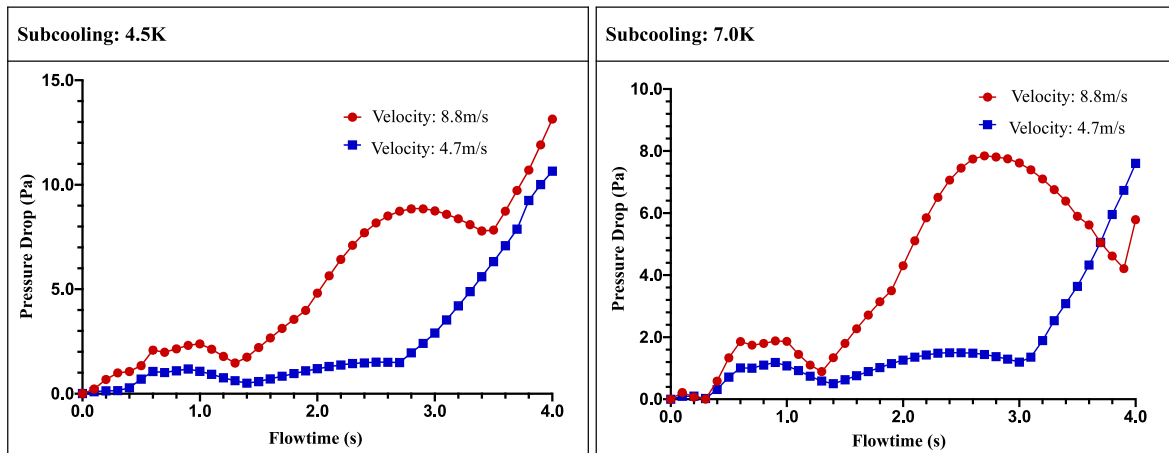 Subcooling: 4.5K
15.0
10.0
5.0
0.0
Pressure Drop (Pa)
Velocity: 8.8m/s
Velocity: 4.7m/s
0.0 1.0 2.0 3.0 4.0
Flowtime (s)
Subcooling: 7.0K
10.0
8.0
6.0
4.0
2.0
0.0
Pressure Drop (Pa)
Velocity: 8.8m/s
Velocity: 4.7m/s
0.0 1.0 2.0 3.0 4.0
Flowtime (s)